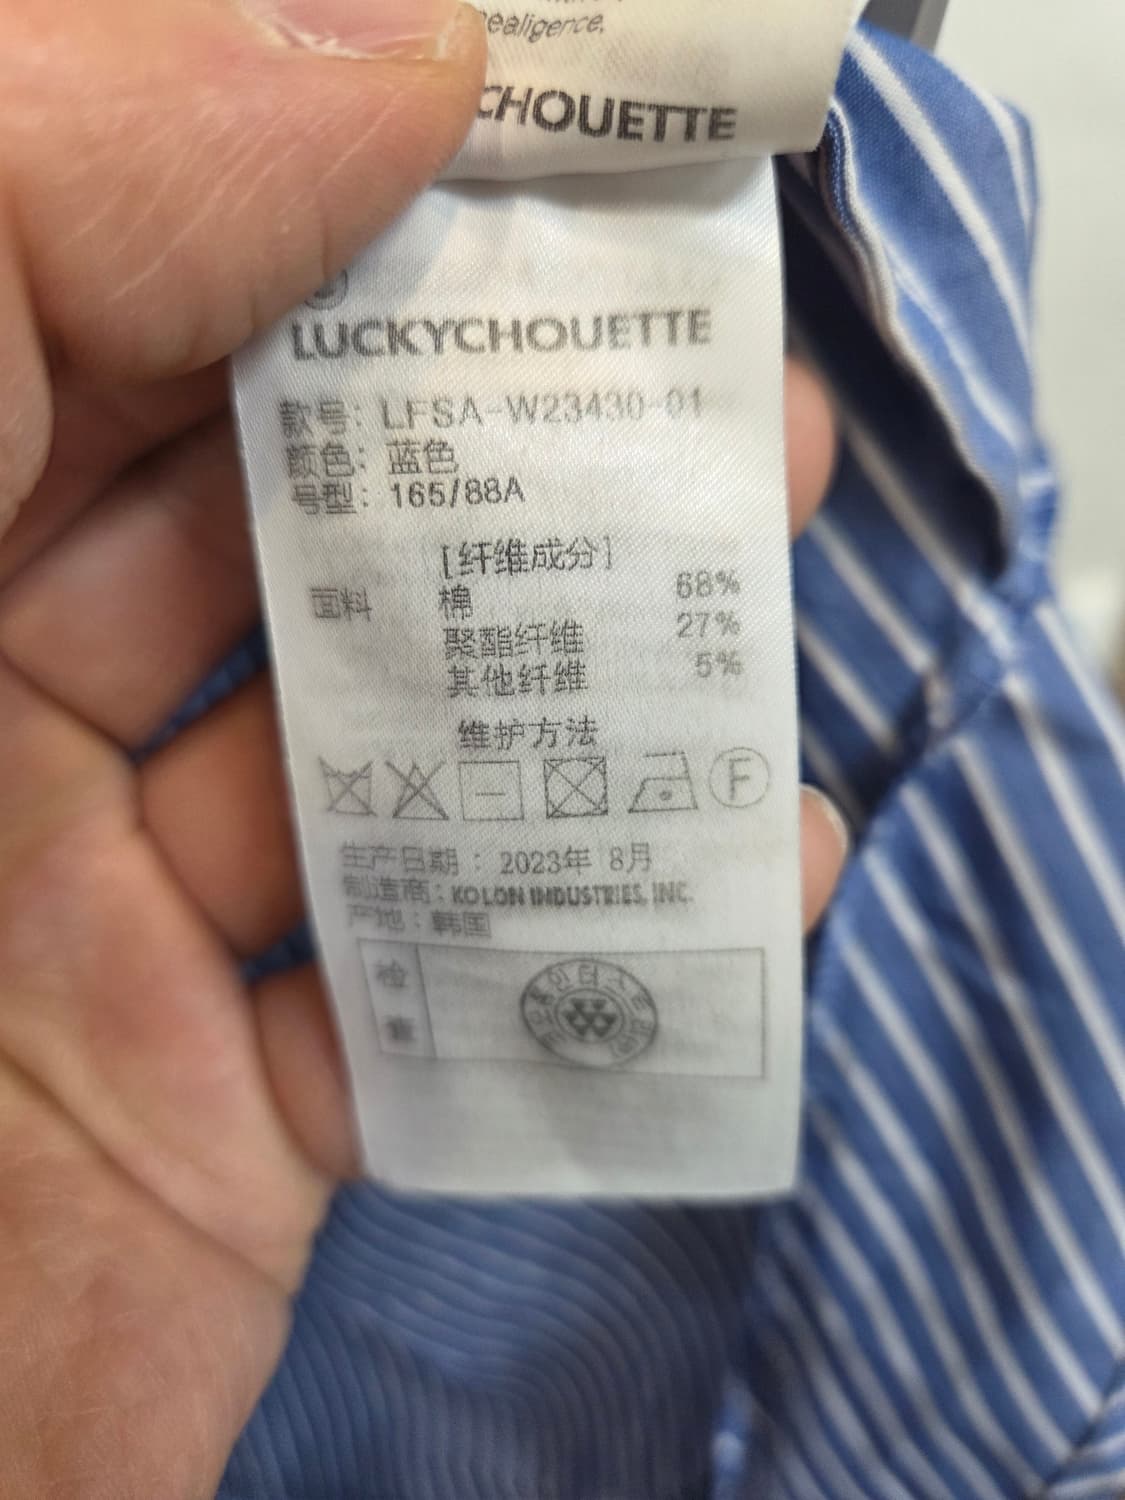 negligence.
CHOUETTE
LUCKYCHOUETTE
款号: LFSA-W23430-01
颜色: 蓝色
号型: 165/88A
[纤维成分]
面料 棉 68%
聚酯纤维 27%
其他纤维 5%
维护方法
F
生产日期: 2023年 8月
制造商: KOLON INDUSTRIES, INC.
产地: 韩国
检